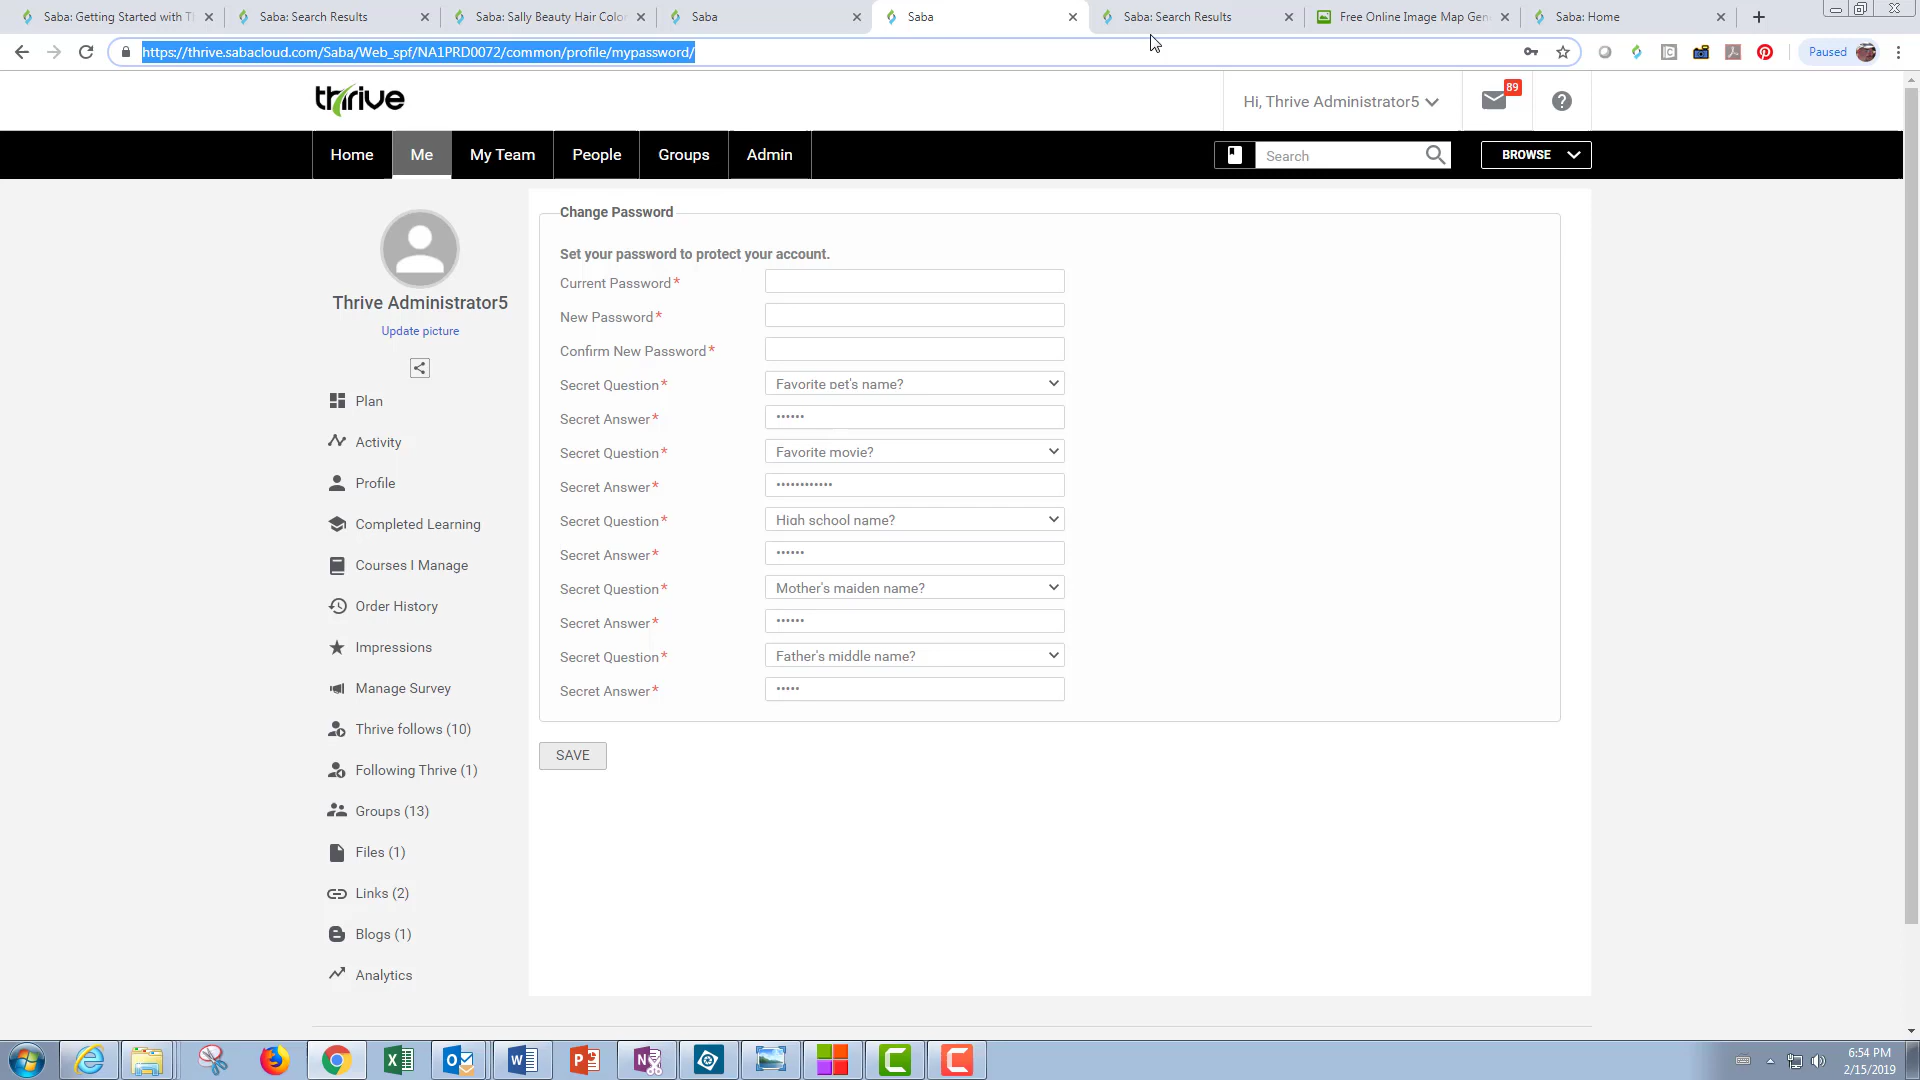 Saba: Getting Started with T
Saba: Search Results
Saba: Sally Beauty Hair Color
Saba
Saba
Saba: Search Results
Free Online Image Map Gen
Saba: Home
https://thrive.sabacloud.com/Saba/Web_spf/NA1PRD0072/common/profile/mypassword/
Paused
thrive
Hi, Thrive Administrator5
89
Home
Me
My Team
People
Groups
Admin
Search
BROWSE
Thrive Administrator5
Update picture
Plan
Activity
Profile
Completed Learning
Courses I Manage
Order History
Impressions
Manage Survey
Thrive follows (10)
Following Thrive (1)
Groups (13)
Files (1)
Links (2)
Blogs (1)
Analytics
Change Password
Set your password to protect your account.
Current Password*
New Password*
Confirm New Password*
Secret Question*
Favorite pet's name?
Secret Answer*
••••••
Secret Question*
Favorite movie?
Secret Answer*
••••••••••••
Secret Question*
High school name?
Secret Answer*
••••••
Secret Question*
Mother's maiden name?
Secret Answer*
••••••
Secret Question*
Father's middle name?
Secret Answer*
•••••
SAVE
6:54 PM
2/15/2019